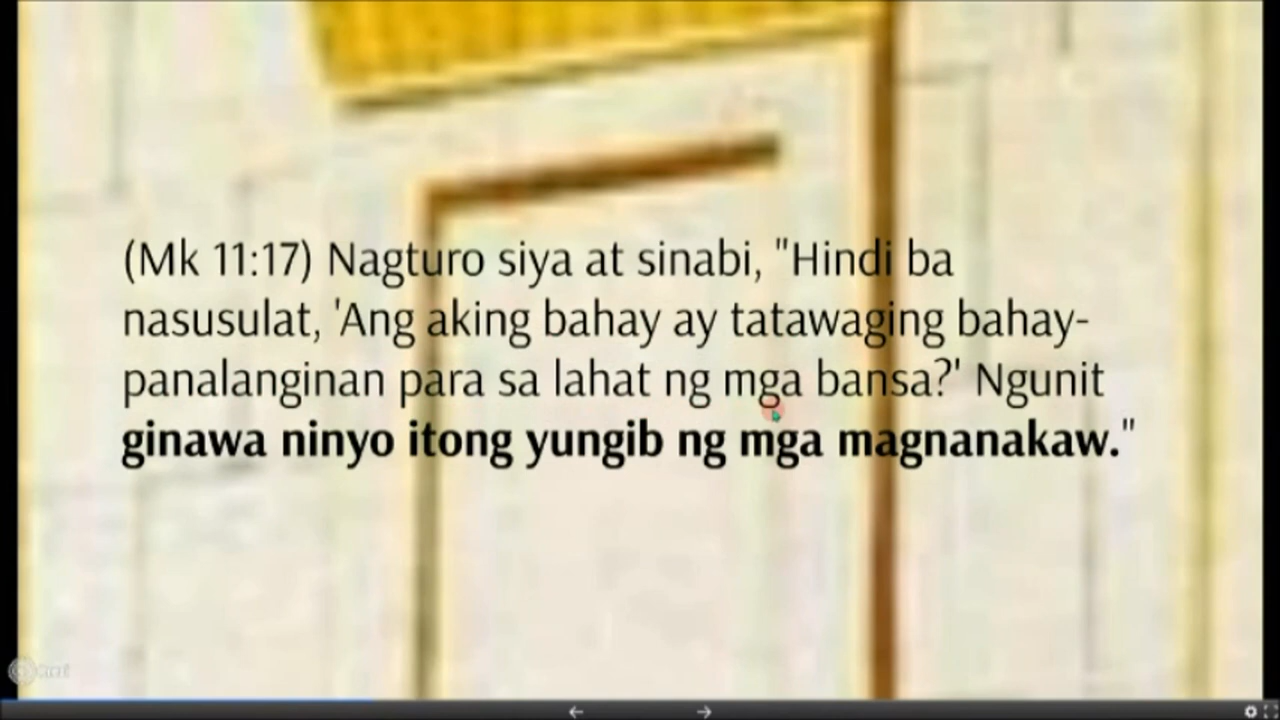 (Mk 11:17) Nagturo siya at sinabi, "Hindi ba
nasusulat, 'Ang aking bahay ay tatawaging bahay-
panalanginan para sa lahat ng mga bansa?' Ngunit
ginawa ninyo itong yungib ng mga magnanakaw."